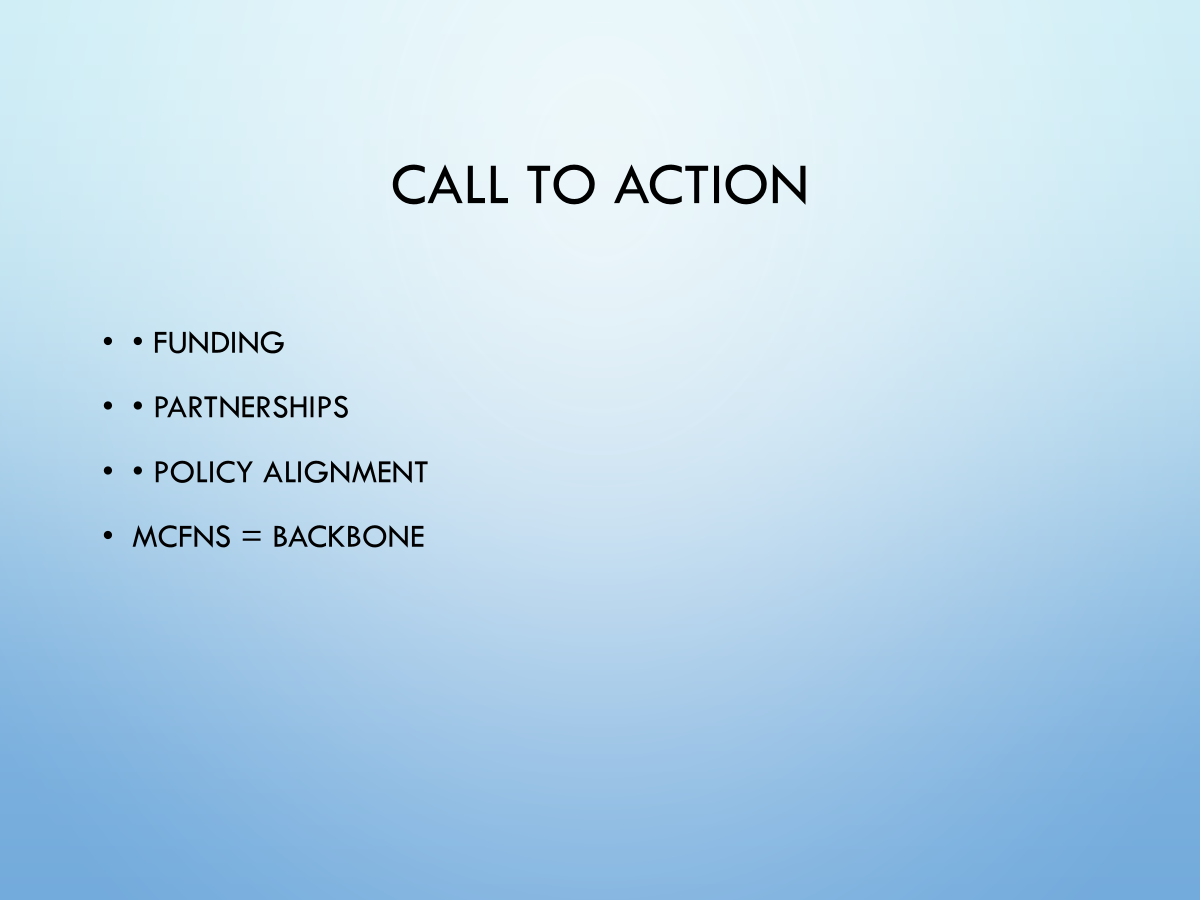 CALL TO ACTION
• • FUNDING
• • PARTNERSHIPS
• • POLICY ALIGNMENT
• MCFNS = BACKBONE